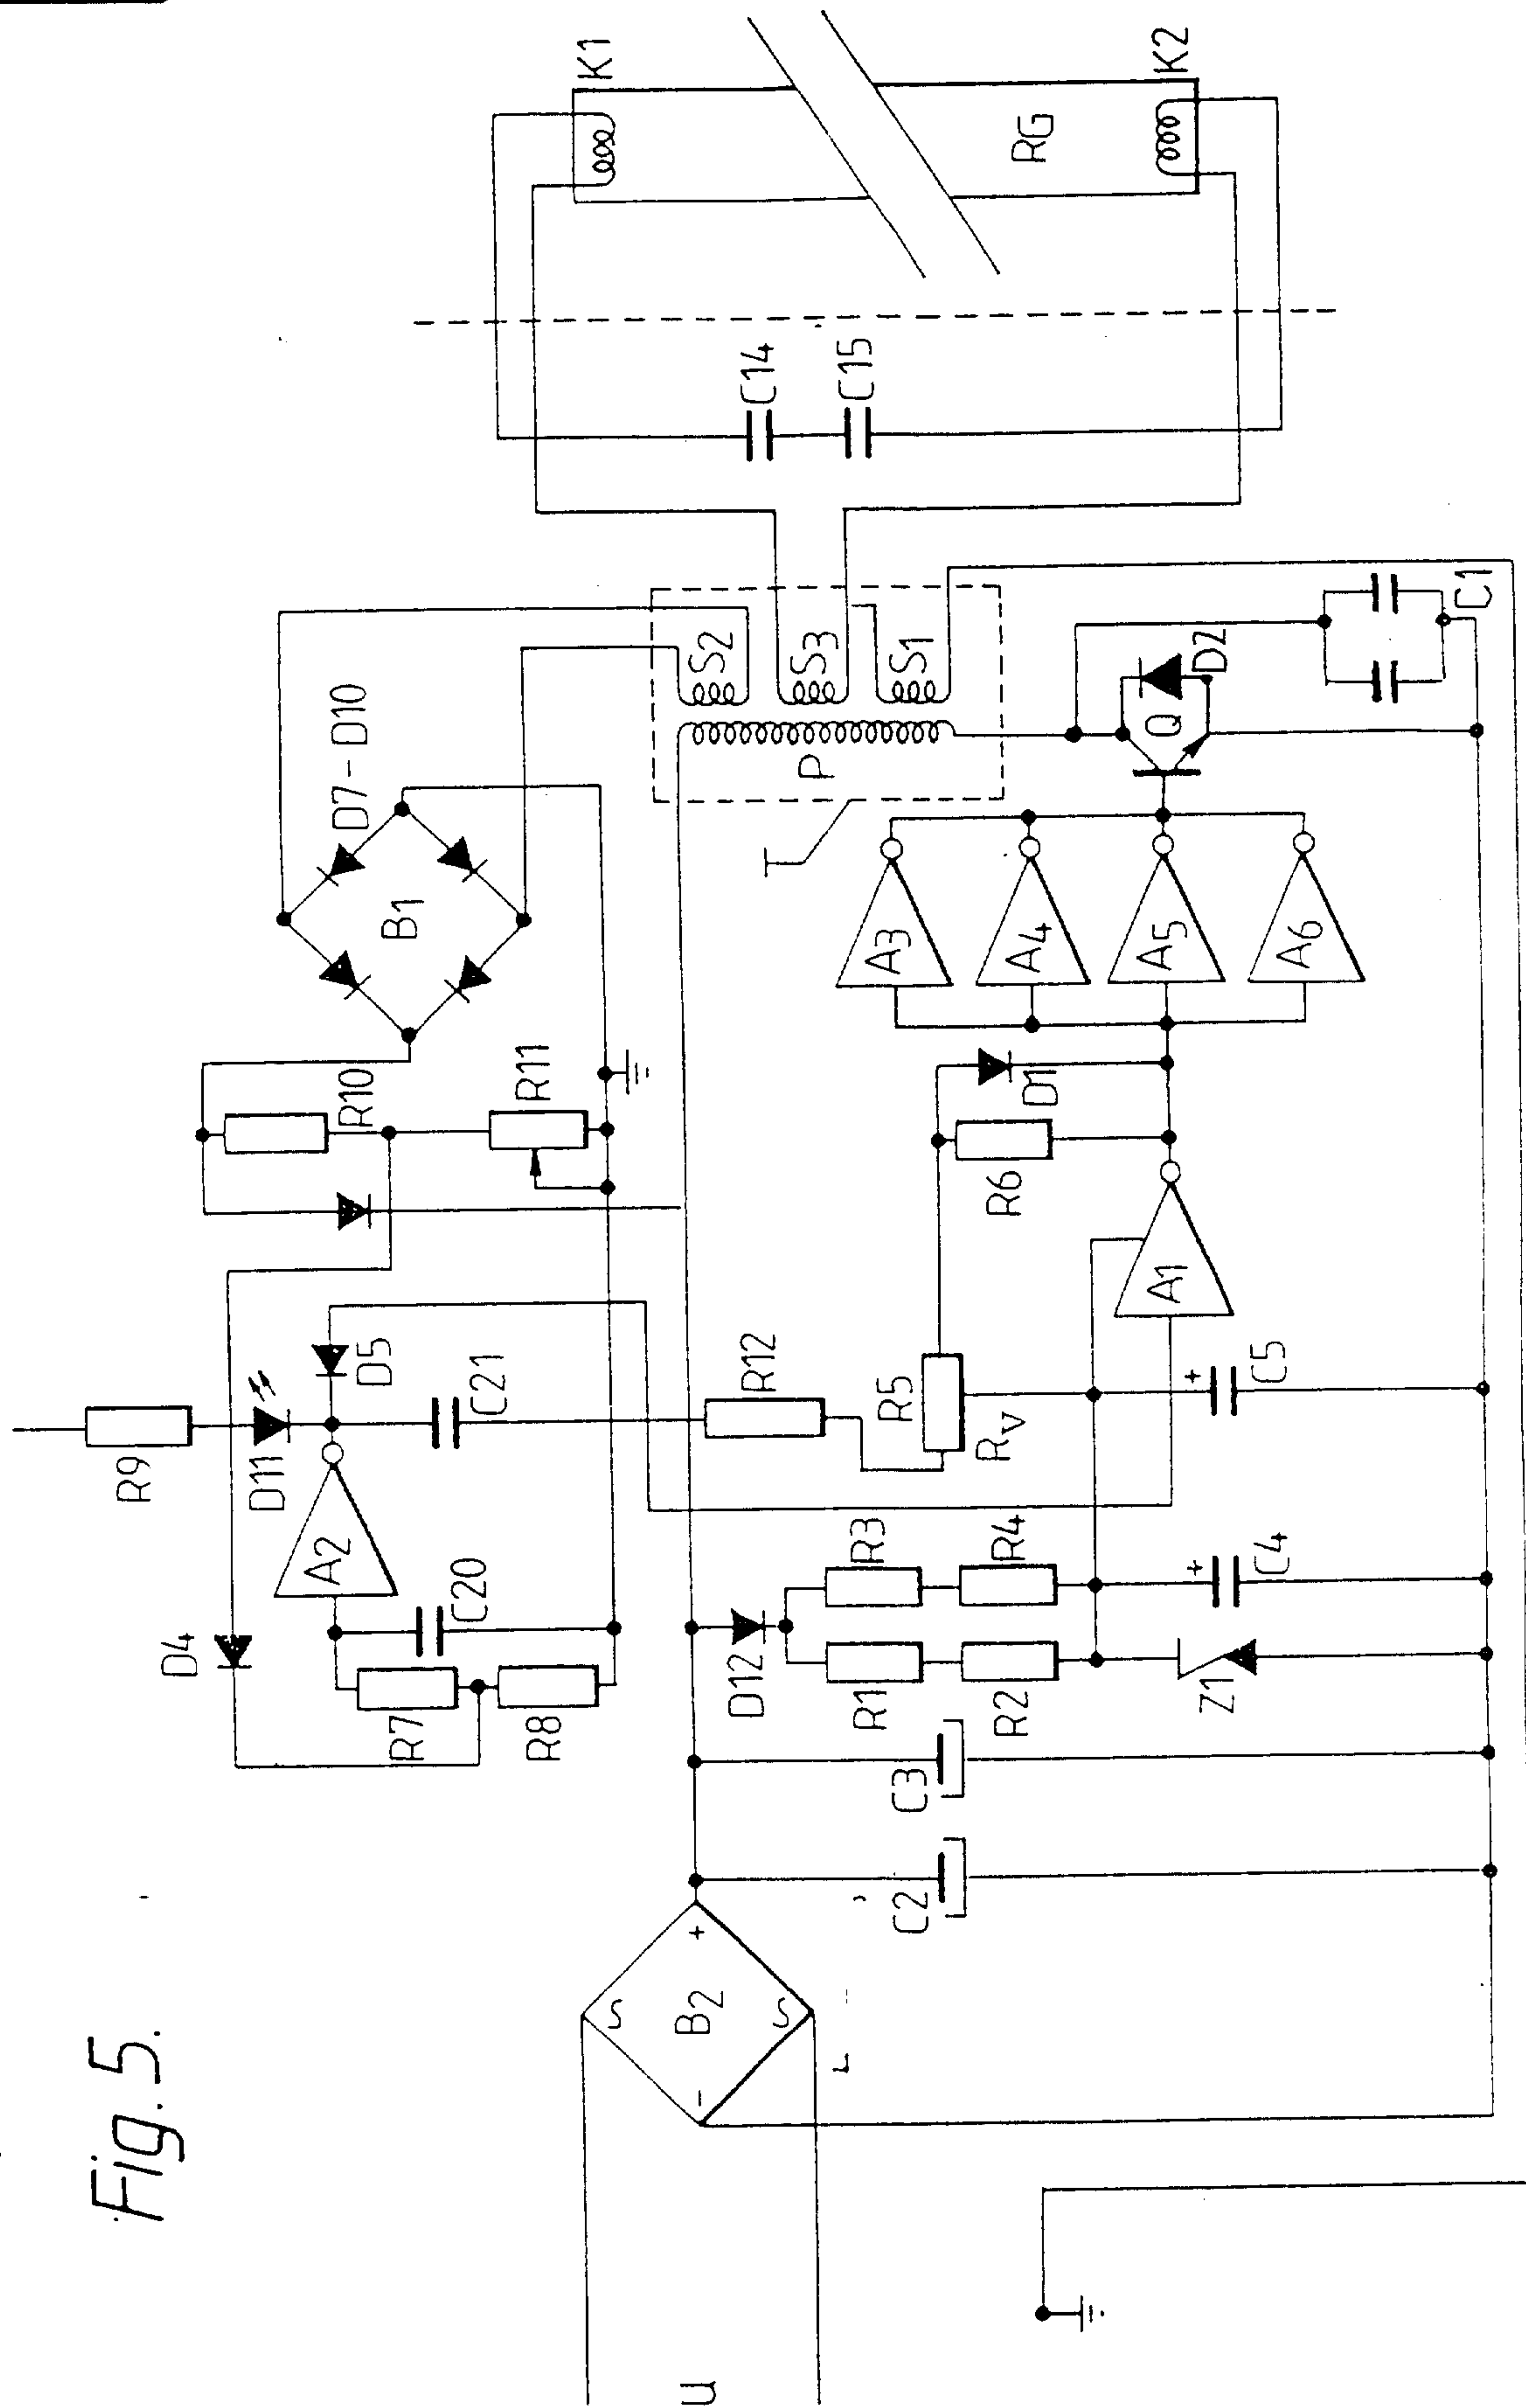 Fig. 5.
R9
D11
D5
C21
A2
C20
D4
R7
R8
R10
R11
D7-D10
B1
S2
S3
S1
P
T
K1
K2
RG
C14
C15
D2
Q
C1
A3
A4
A5
A6
D1
R6
A1
R12
R5
RV
C5
R3
R4
C4
D12
R1
R2
Z1
C3
C2
+
+
+
-
S
S
B2
L
U